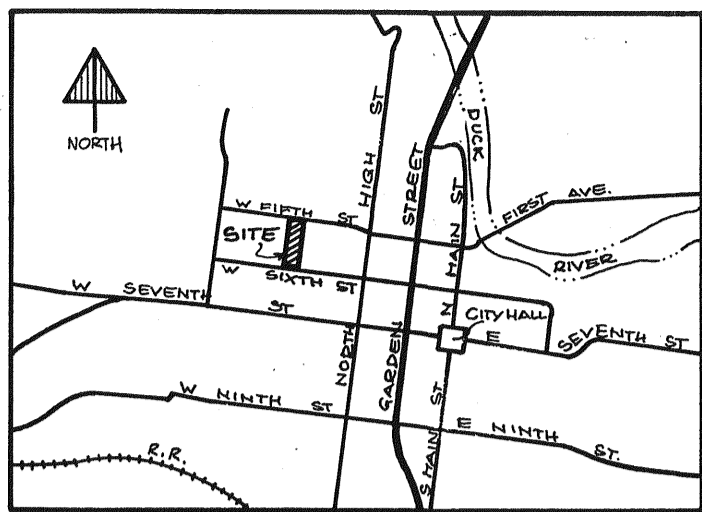 NORTH
DUCK
RIVER
FIRST AVE.
W FIFTH ST
SITE
W SIXTH ST
W SEVENTH ST
E SEVENTH ST
CITY HALL
W NINTH ST
E NINTH ST.
NORTH HIGH ST
GARDEN STREET
N MAIN ST
S MAIN ST
R.R.